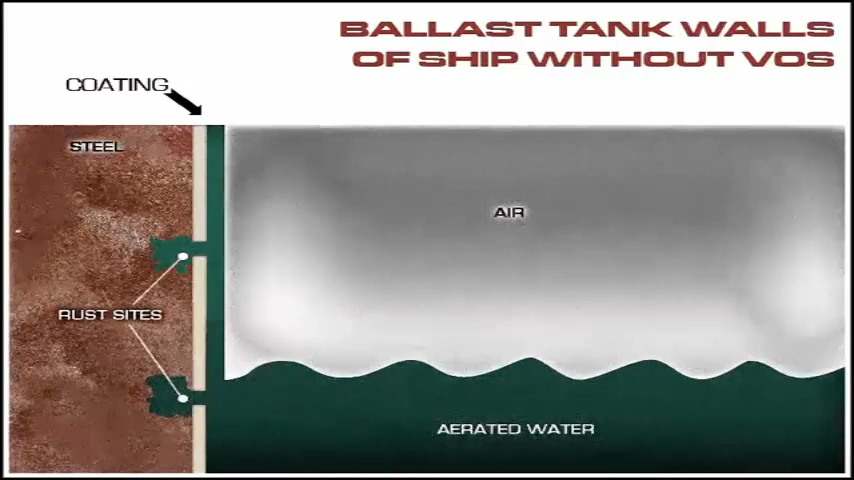 BALLAST TANK WALLS
OF SHIP WITHOUT VOS
COATING
STEEL
AIR
RUST SITES
AERATED WATER